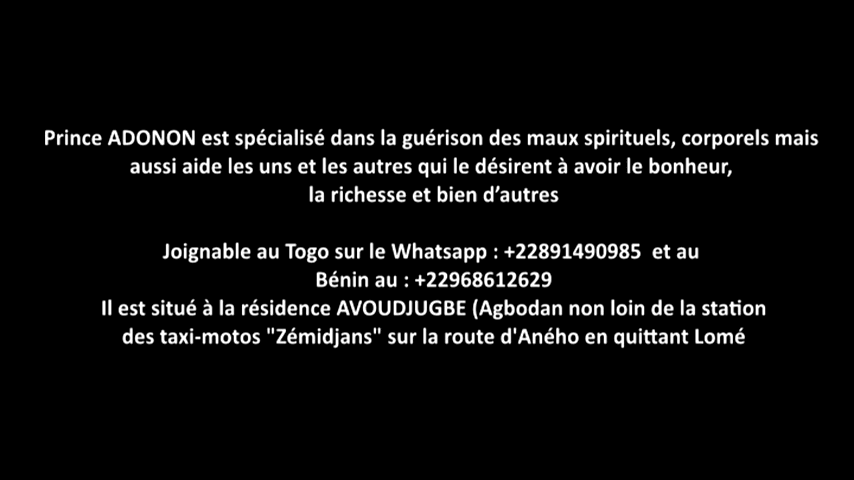 Prince ADONON est spécialisé dans la guérison des maux spirituels, corporels mais
aussi aide les uns et les autres qui le désirent à avoir le bonheur,
la richesse et bien d’autres
Joignable au Togo sur le Whatsapp : +22891490985 et au
Bénin au : +22968612629
Il est situé à la résidence AVOUDJUGBE (Agbodan non loin de la station
des taxi-motos "Zémidjans" sur la route d'Aného en quittant Lomé